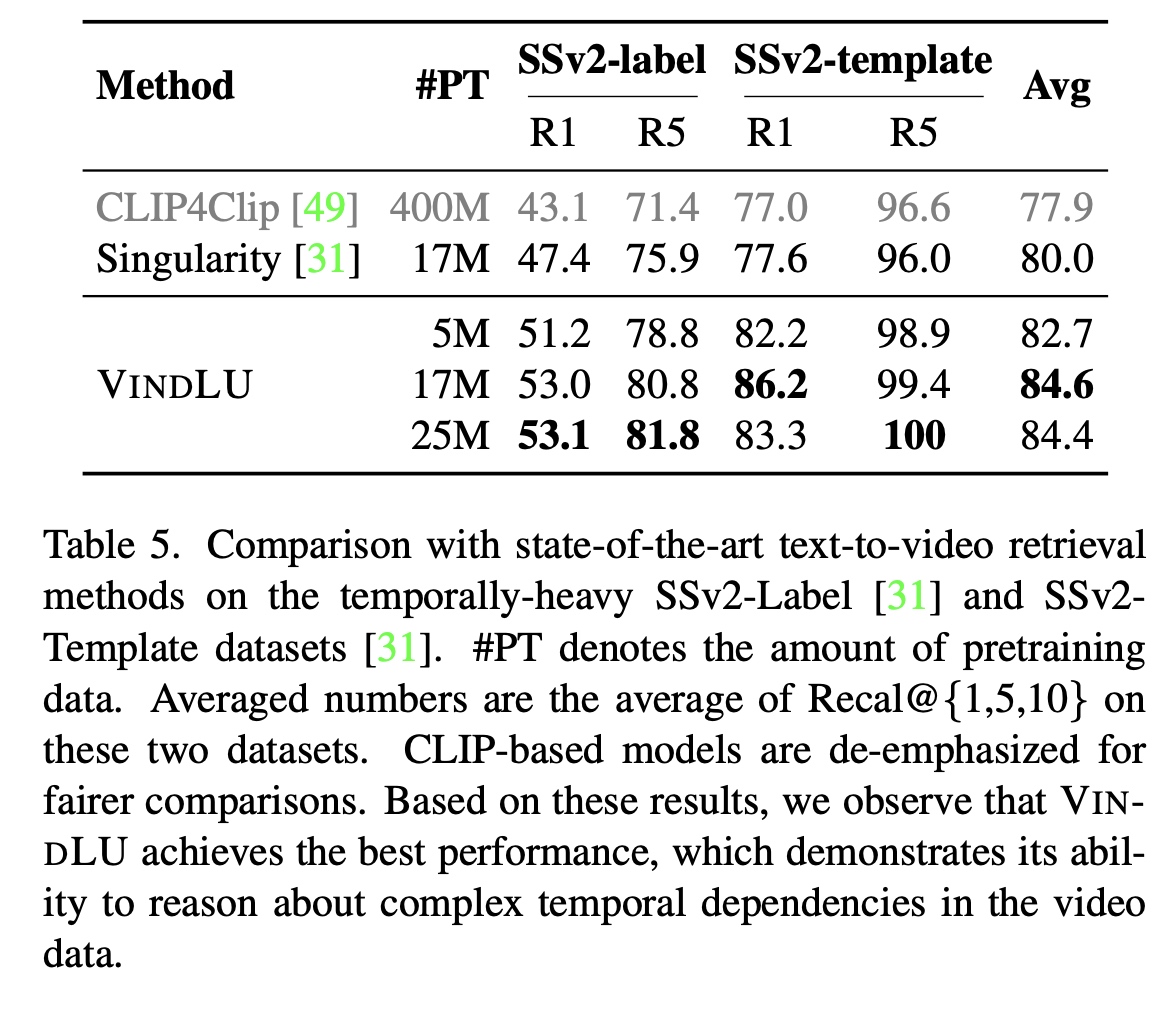 Method #PT SSv2-label SSv2-template Avg
R1 R5 R1 R5
CLIP4Clip [49] 400M 43.1 71.4 77.0 96.6 77.9
Singularity [31] 17M 47.4 75.9 77.6 96.0 80.0
5M 51.2 78.8 82.2 98.9 82.7
VINDLU 17M 53.0 80.8 86.2 99.4 84.6
25M 53.1 81.8 83.3 100 84.4
Table 5. Comparison with state-of-the-art text-to-video retrieval
methods on the temporally-heavy SSv2-Label [31] and SSv2-
Template datasets [31]. #PT denotes the amount of pretraining
data. Averaged numbers are the average of Recal@{1,5,10} on
these two datasets. CLIP-based models are de-emphasized for
fairer comparisons. Based on these results, we observe that VIN-
DLU achieves the best performance, which demonstrates its abil-
ity to reason about complex temporal dependencies in the video
data.